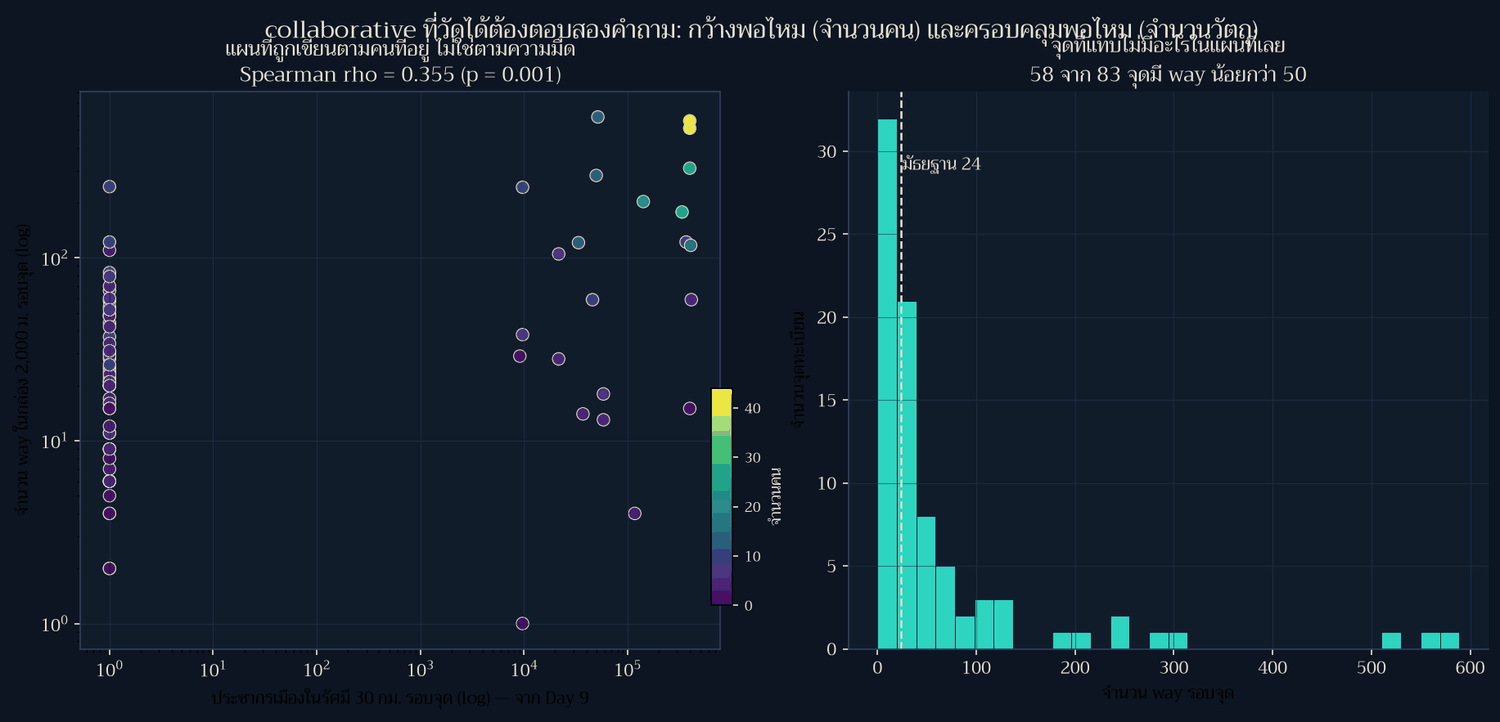 collaborative ที่วัดได้ต้องตอบสองคำถาม: กว้างพอไหม (จำนวนคน) และครอบคลุมพอไหม (จำนวนวัตถุ)
แผนที่ถูกเขียนตามคนที่อยู่ ไม่ใช่ตามความมืด
Spearman rho = 0.355 (p = 0.001)
จำนวน way ในกล่อง 2,000 ม. รอบจุด (log)
10²
10¹
10⁰
10⁰ 10¹ 10² 10³ 10⁴ 10⁵
ประชากรเมืองในรัศมี 30 กม. รอบจุด (log) — จาก Day 9
40
30
20
10
0
จำนวนคน
จุดที่แทบไม่มีอะไรในแผนที่เลย
58 จาก 83 จุดมี way น้อยกว่า 50
มัธยฐาน 24
จำนวนจุดทะเบียน
30
25
20
15
10
5
0
0 100 200 300 400 500 600
จำนวน way รอบจุด